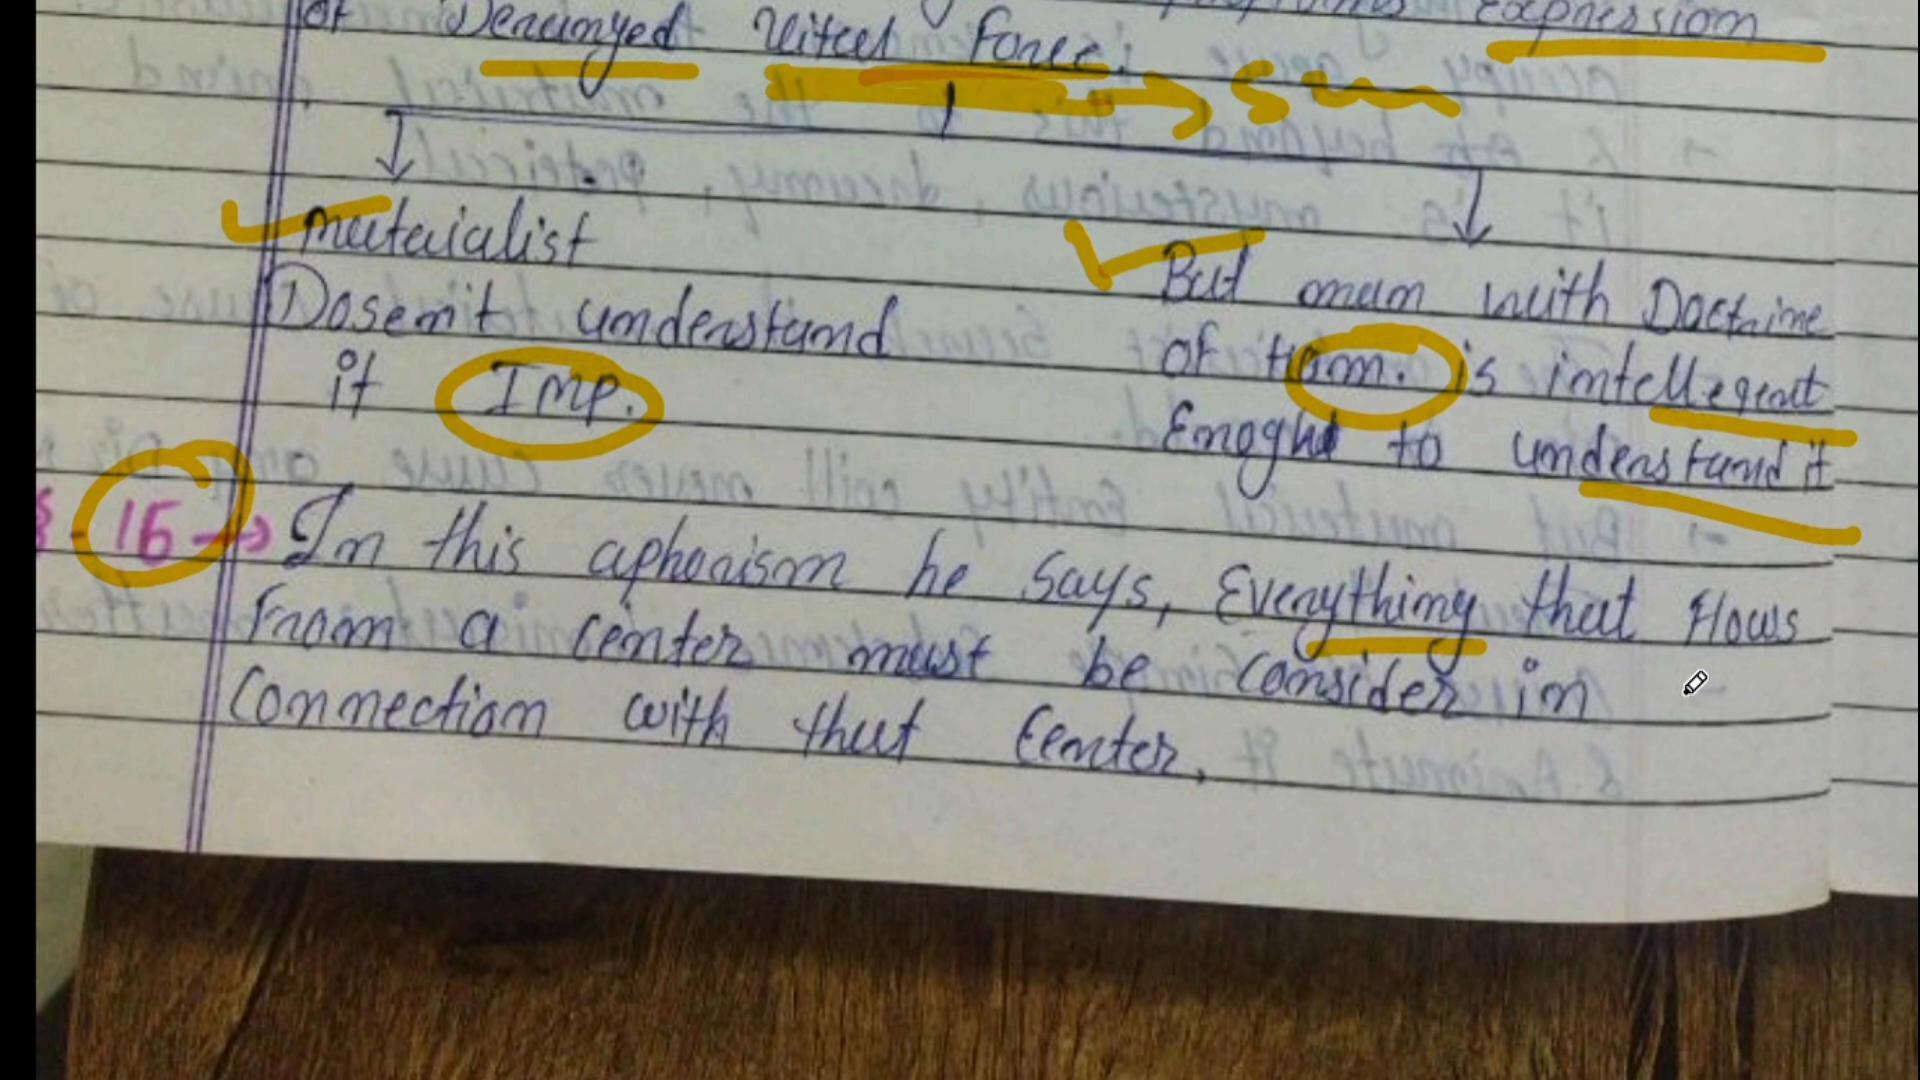 expression
of Deranged Vital Force:
materialist
Dosen't understand
it Imp.
But man with Doctrine
of Hom. is intellegent
Enoght to understand it
§ - 16 → In this aphorism he says, Everything that flows
From a center must be consider in
Connection with that Center,